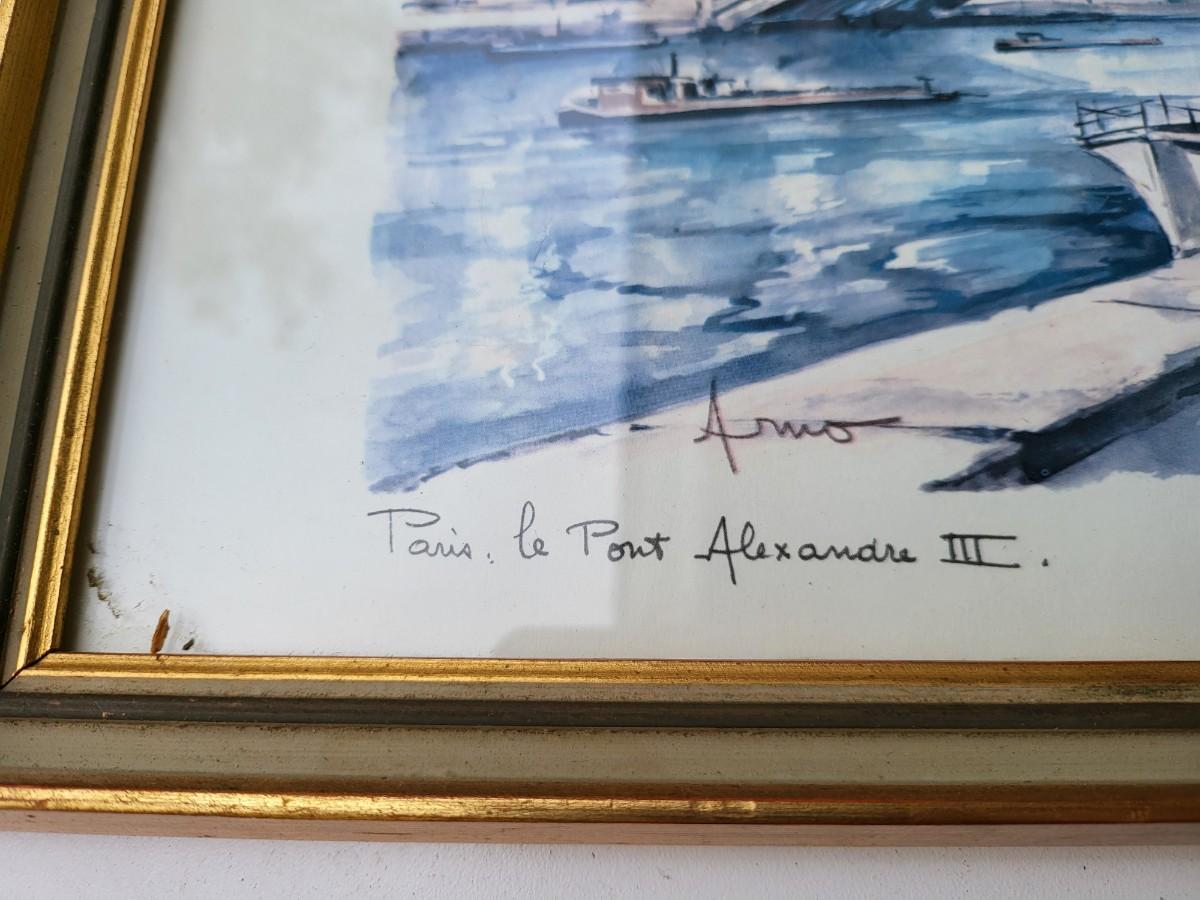 Arno
Paris. le Pont Alexandre III.